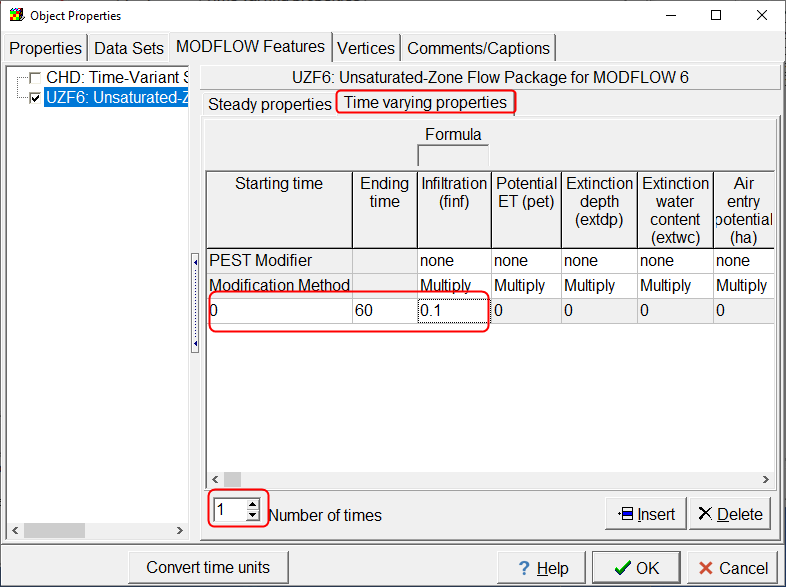 Object Properties
Properties Data Sets MODFLOW Features Vertices Comments/Captions
CHD: Time-Variant S
UZF6: Unsaturated-Z
UZF6: Unsaturated-Zone Flow Package for MODFLOW 6
Steady properties Time varying properties
Formula
Starting time Ending time Infiltration (finf) Potential ET (pet) Extinction depth (extdp) Extinction water content (extwc) Air entry potential (ha)
PEST Modifier none none none none none
Modification Method Multiply Multiply Multiply Multiply Multiply
0 60 0.1 0 0 0 0
1 Number of times Insert Delete
Convert time units ? Help OK Cancel